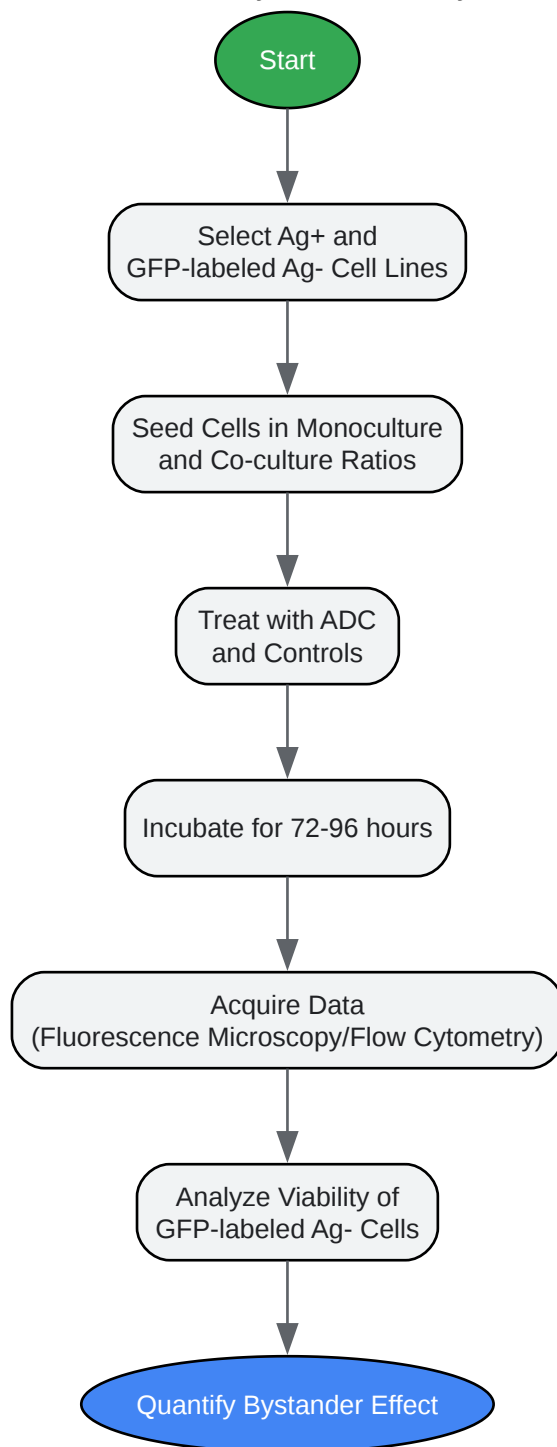 Start
Select Ag+ and
GFP-labeled Ag- Cell Lines
Seed Cells in Monoculture
and Co-culture Ratios
Treat with ADC
and Controls
Incubate for 72-96 hours
Acquire Data
(Fluorescence Microscopy/Flow Cytometry)
Analyze Viability of
GFP-labeled Ag- Cells
Quantify Bystander Effect